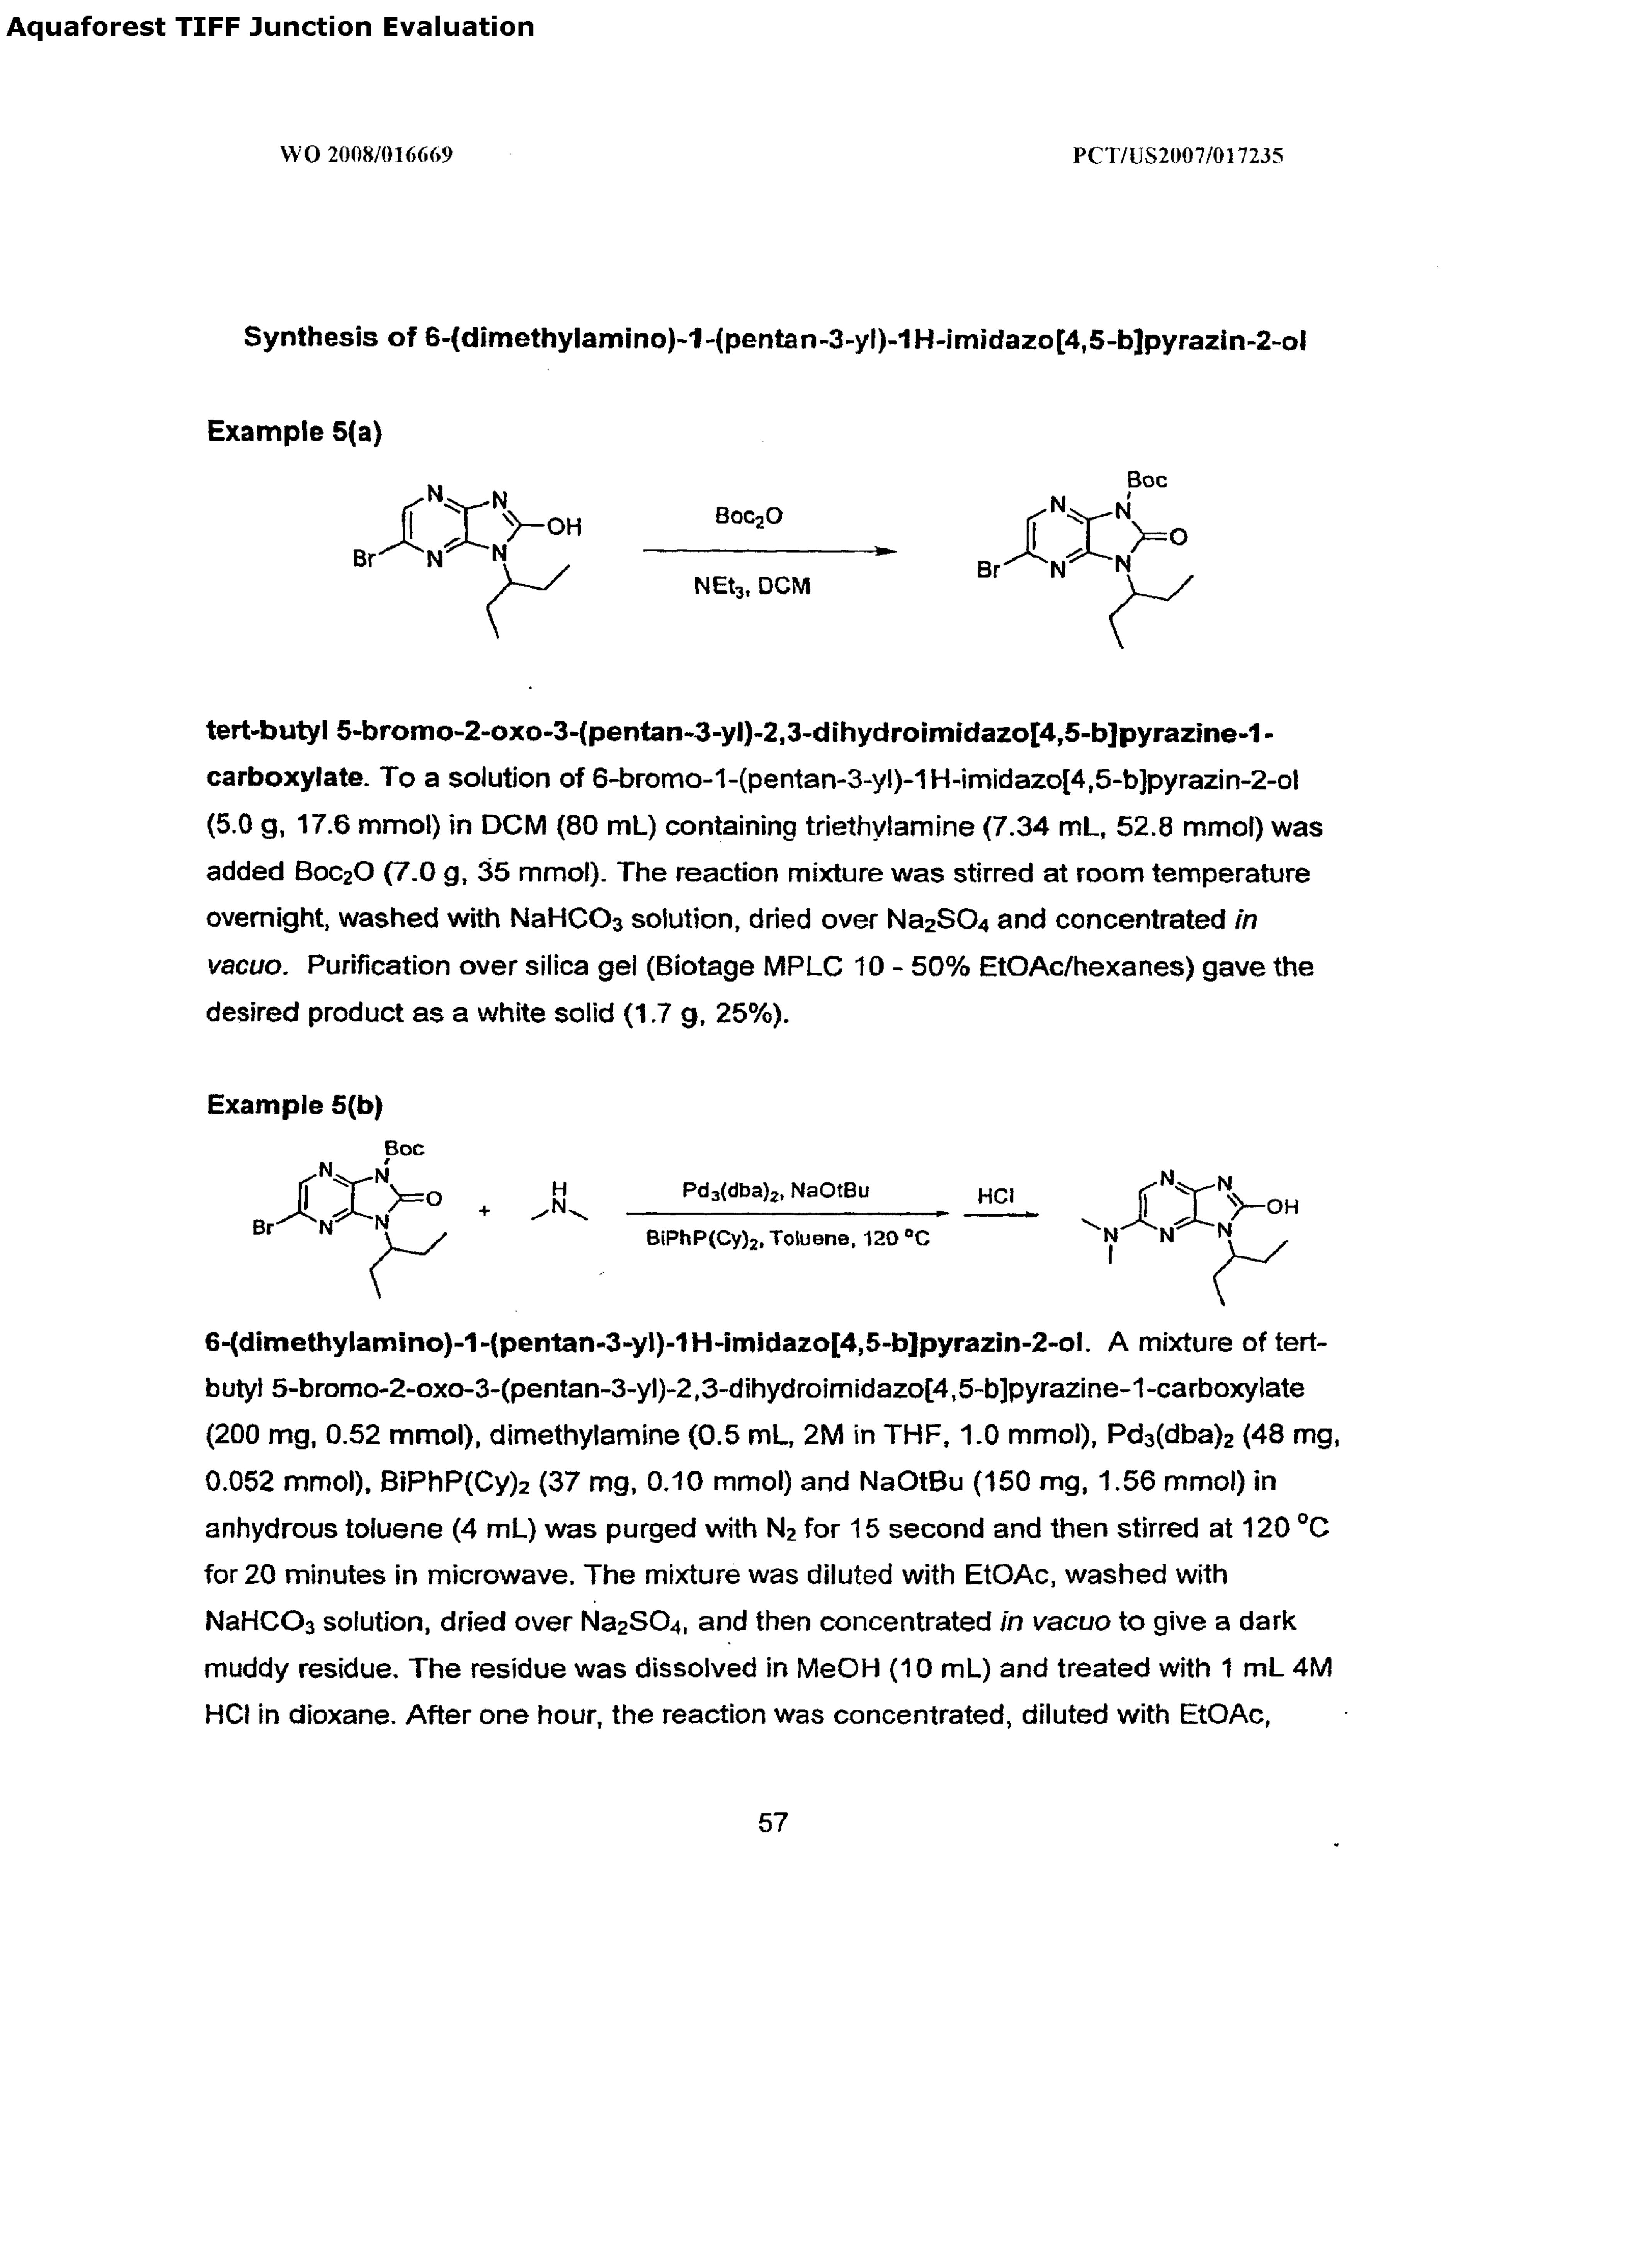 Aquaforest TIFF Junction Evaluation
WO 2008/016669 PCT/US2007/017235
Synthesis of 6-(dimethylamino)-1-(pentan-3-yl)-1H-imidazo[4,5-b]pyrazin-2-ol
Example 5(a)
Br N N N N OH
Boc₂O
NEt₃, DCM
Boc
Br N N N N O
tert-butyl 5-bromo-2-oxo-3-(pentan-3-yl)-2,3-dihydroimidazo[4,5-b]pyrazine-1-
carboxylate. To a solution of 6-bromo-1-(pentan-3-yl)-1H-imidazo[4,5-b]pyrazin-2-ol
(5.0 g, 17.6 mmol) in DCM (80 mL) containing triethylamine (7.34 mL, 52.8 mmol) was
added Boc₂O (7.0 g, 35 mmol). The reaction mixture was stirred at room temperature
overnight, washed with NaHCO₃ solution, dried over Na₂SO₄ and concentrated in
vacuo. Purification over silica gel (Biotage MPLC 10 - 50% EtOAc/hexanes) gave the
desired product as a white solid (1.7 g, 25%).
Example 5(b)
Boc
Br N N N N O
+
H
N
Pd₃(dba)₂, NaOtBu
BiPhP(Cy)₂, Toluene, 120 °C
HCl
N N N N N OH
6-(dimethylamino)-1-(pentan-3-yl)-1H-imidazo[4,5-b]pyrazin-2-ol. A mixture of tert-
butyl 5-bromo-2-oxo-3-(pentan-3-yl)-2,3-dihydroimidazo[4,5-b]pyrazine-1-carboxylate
(200 mg, 0.52 mmol), dimethylamine (0.5 mL, 2M in THF, 1.0 mmol), Pd₃(dba)₂ (48 mg,
0.052 mmol), BiPhP(Cy)₂ (37 mg, 0.10 mmol) and NaOtBu (150 mg, 1.56 mmol) in
anhydrous toluene (4 mL) was purged with N₂ for 15 second and then stirred at 120 °C
for 20 minutes in microwave. The mixture was diluted with EtOAc, washed with
NaHCO₃ solution, dried over Na₂SO₄, and then concentrated in vacuo to give a dark
muddy residue. The residue was dissolved in MeOH (10 mL) and treated with 1 mL 4M
HCl in dioxane. After one hour, the reaction was concentrated, diluted with EtOAc,
57